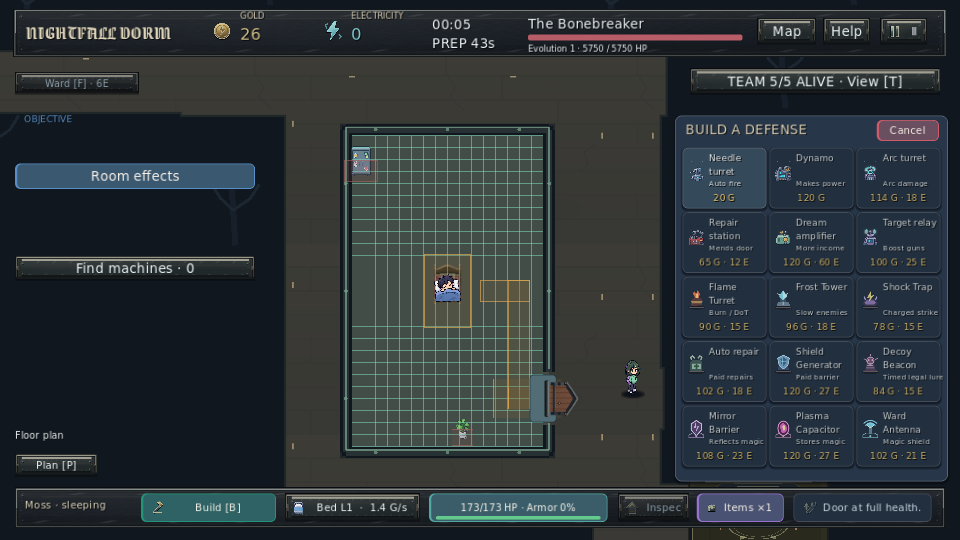 NIGHTFALL DORM
GOLD
26
ELECTRICITY
0
00:05
PREP 43s
The Bonebreaker
Evolution 1 · 5750 / 5750 HP
Map
Help
II
Ward [F] · 6E
TEAM 5/5 ALIVE · View [T]
OBJECTIVE
Room effects
Find machines · 0
Floor plan
Plan [P]
BUILD A DEFENSE
Cancel
Needle turret
Auto fire
20 G
Dynamo
Makes power
120 G
Arc turret
Arc damage
114 G · 18 E
Repair station
Mends door
65 G · 12 E
Dream amplifier
More income
120 G · 60 E
Target relay
Boost guns
100 G · 25 E
Flame Turret
Burn / DoT
90 G · 15 E
Frost Tower
Slow enemies
96 G · 18 E
Shock Trap
Charged strike
78 G · 15 E
Auto repair
Paid repairs
102 G · 18 E
Shield Generator
Paid barrier
120 G · 27 E
Decoy Beacon
Timed legal lure
84 G · 15 E
Mirror Barrier
Reflects magic
108 G · 23 E
Plasma Capacitor
Stores magic
120 G · 27 E
Ward Antenna
Magic shield
102 G · 21 E
Moss · sleeping
Build [B]
Bed L1 · 1.4 G/s
173/173 HP · Armor 0%
Inspec
Items ×1
Door at full health.